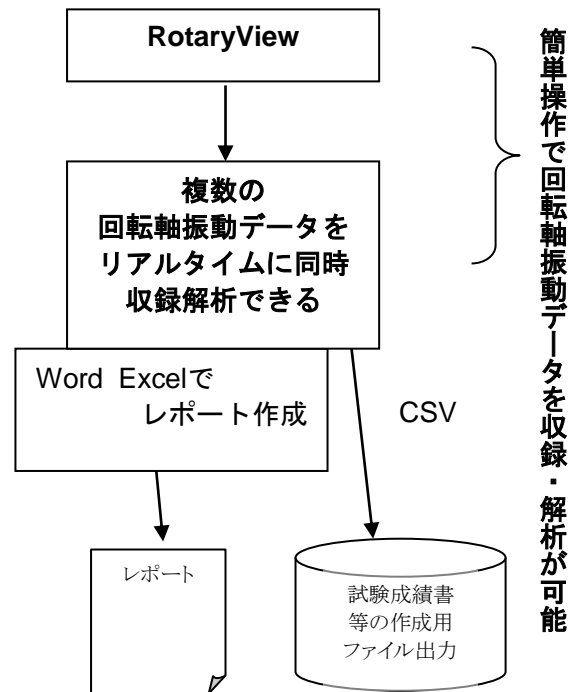 RotaryView
複数の
回転軸振動データを
リアルタイムに同時
収録解析できる
Word Excelで
レポート作成
CSV
レポート
試験成績書
等の作成用
ファイル出力
簡単操作で回転軸振動データを収録・解析が可能